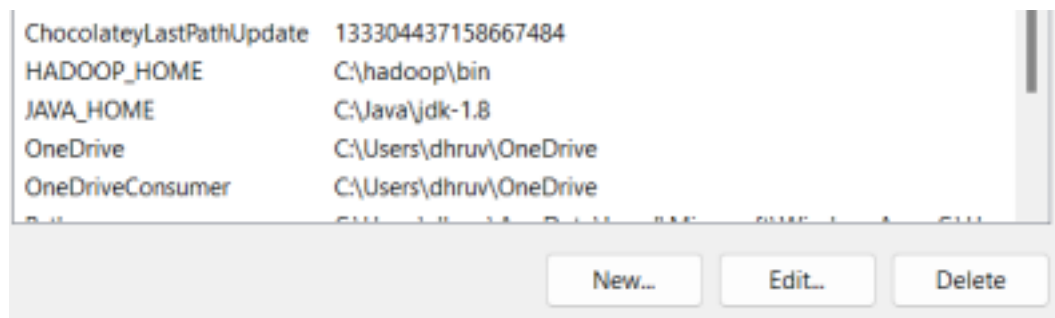 ChocolateyLastPathUpdate 133304437158667484
HADOOP_HOME C:\hadoop\bin
JAVA_HOME C:\Java\jdk-1.8
OneDrive C:\Users\dhruv\OneDrive
OneDriveConsumer C:\Users\dhruv\OneDrive
New... Edit... Delete